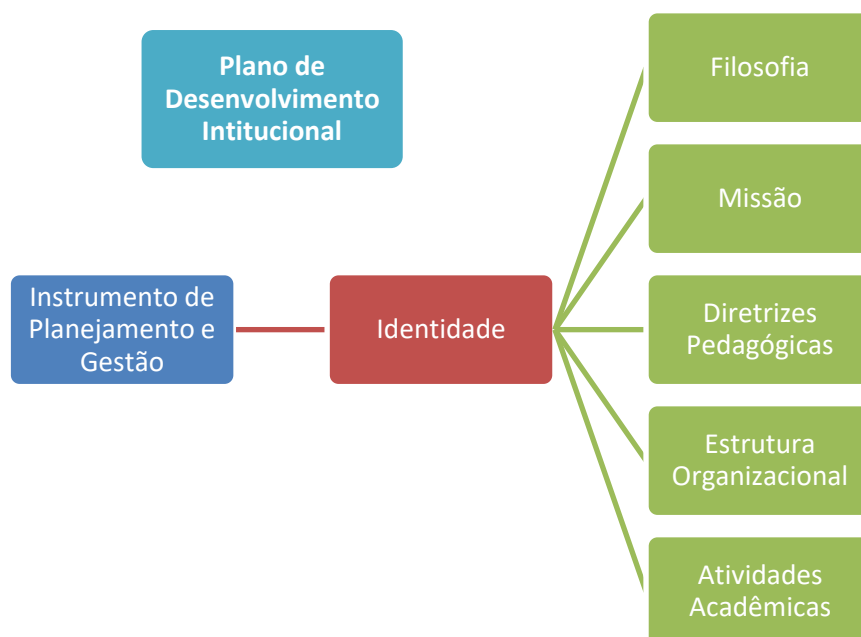 Plano de
Desenvolvimento
Intitucional
Instrumento de
Planejamento e
Gestão
Identidade
Filosofia
Missão
Diretrizes
Pedagógicas
Estrutura
Organizacional
Atividades
Acadêmicas